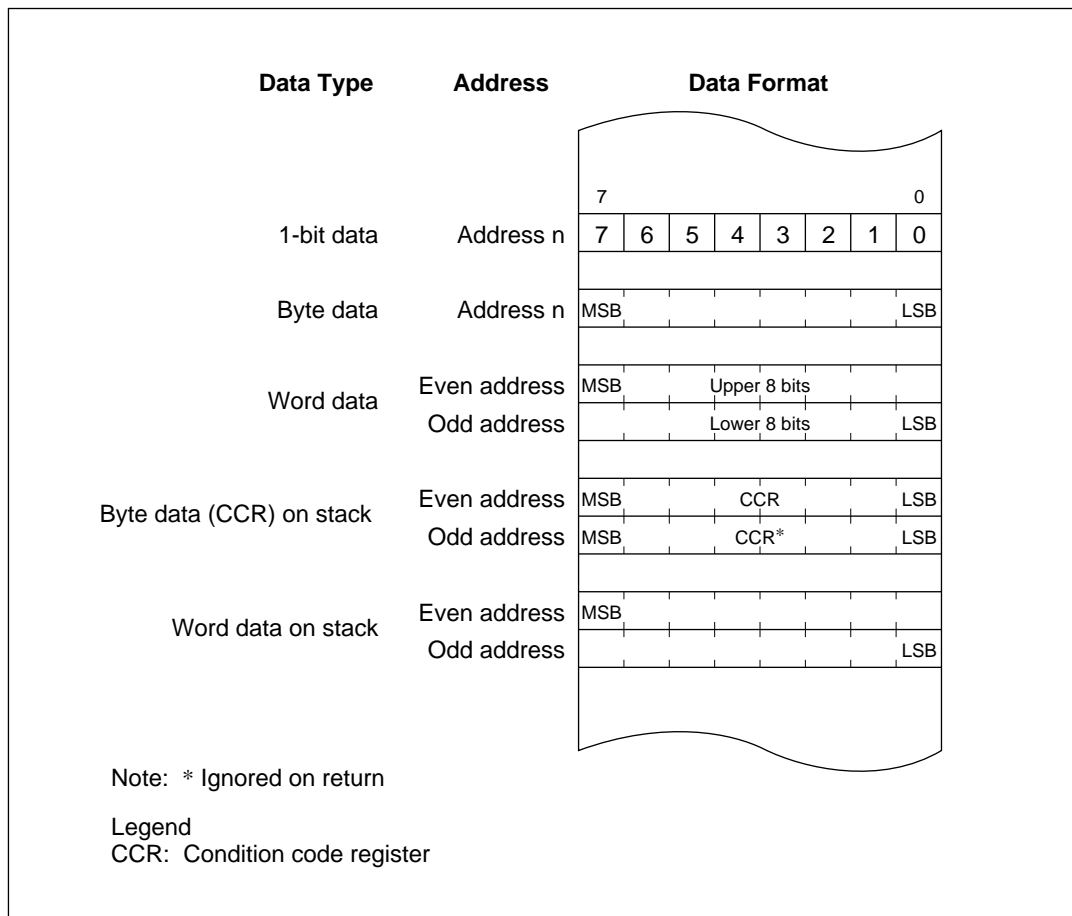 Data Type Address Data Format
7 0
1-bit data Address n 7 6 5 4 3 2 1 0
Byte data Address n MSB LSB
Word data
Even address MSB Upper 8 bits
Odd address Lower 8 bits LSB
Byte data (CCR) on stack
Even address MSB CCR LSB
Odd address MSB CCR* LSB
Word data on stack
Even address MSB
Odd address LSB
Note: * Ignored on return
Legend
CCR: Condition code register